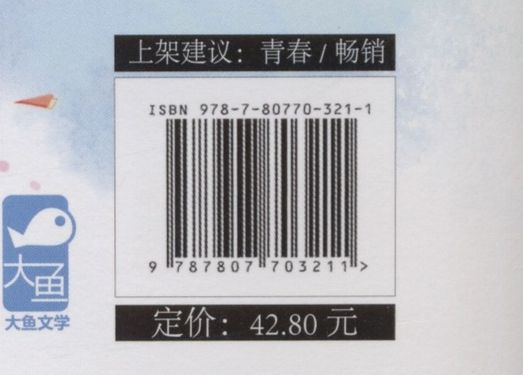 上架建议：青春 / 畅销
ISBN 978-7-80770-321-1
9 787807 703211 >
大鱼
大鱼文学
定价：42.80 元